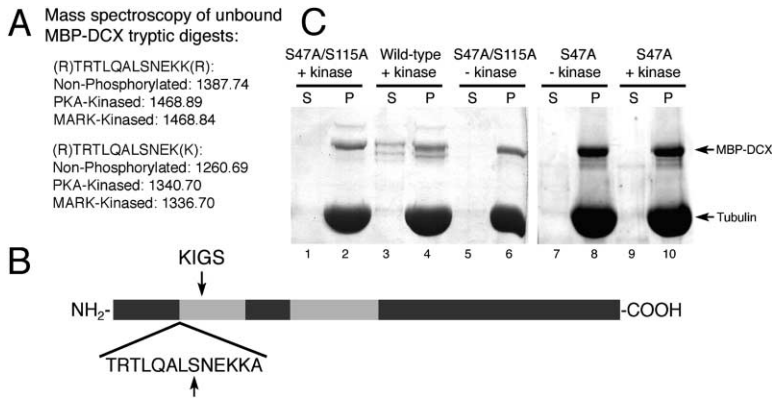 A
Mass spectroscopy of unbound
MBP-DCX tryptic digests:
(R)TRTLQALSNEKK(R):
Non-Phosphorylated: 1387.74
PKA-Kinased: 1468.89
MARK-Kinased: 1468.84
(R)TRTLQALSNEK(K):
Non-Phosphorylated: 1260.69
PKA-Kinased: 1340.70
MARK-Kinased: 1336.70
C
S47A/S115A Wild-type S47A/S115A S47A S47A
+ kinase + kinase - kinase - kinase + kinase
S P S P S P S P S P
MBP-DCX
Tubulin
1 2 3 4 5 6 7 8 9 10
B
KIGS
NH2- -COOH
TRTLQALSNEKKA